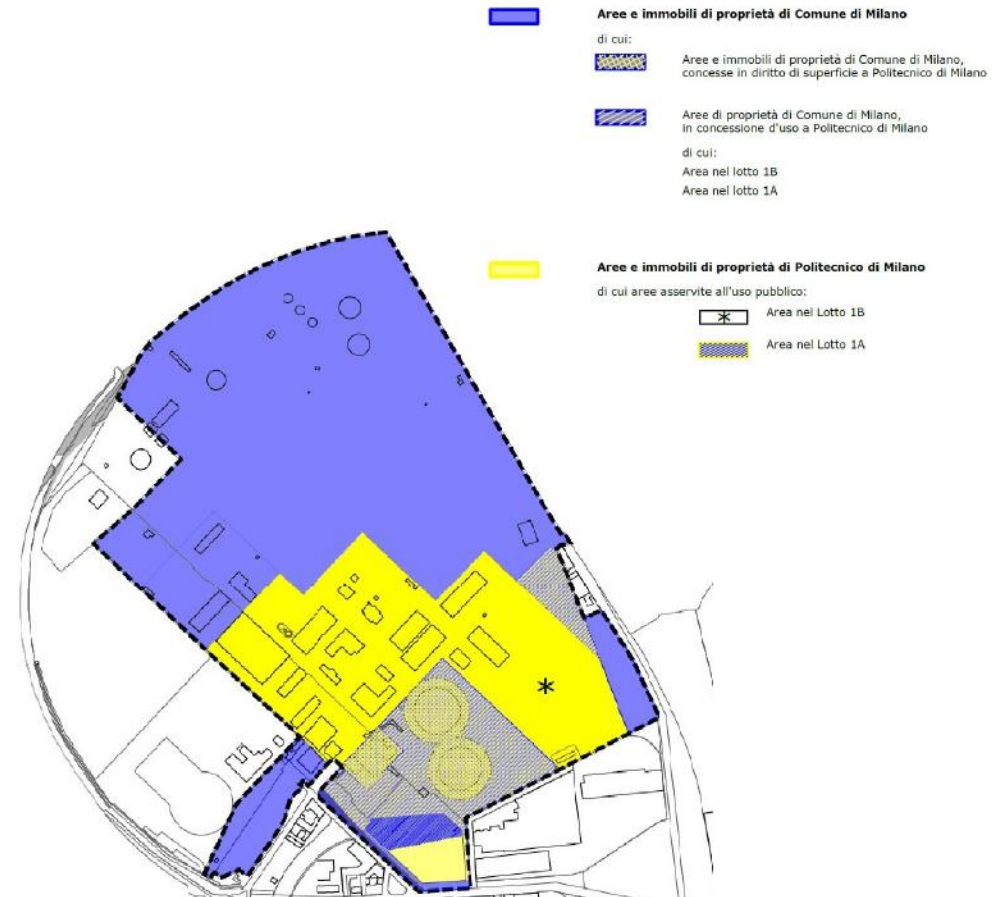 Aree e immobili di proprietà di Comune di Milano
di cui:
Aree e immobili di proprietà di Comune di Milano,
concesse in diritto di superficie a Politecnico di Milano
Aree di proprietà di Comune di Milano,
in concessione d'uso a Politecnico di Milano
di cui:
Area nel lotto 1B
Area nel lotto 1A
Aree e immobili di proprietà di Politecnico di Milano
di cui aree asservite all'uso pubblico:
Area nel Lotto 1B
Area nel Lotto 1A